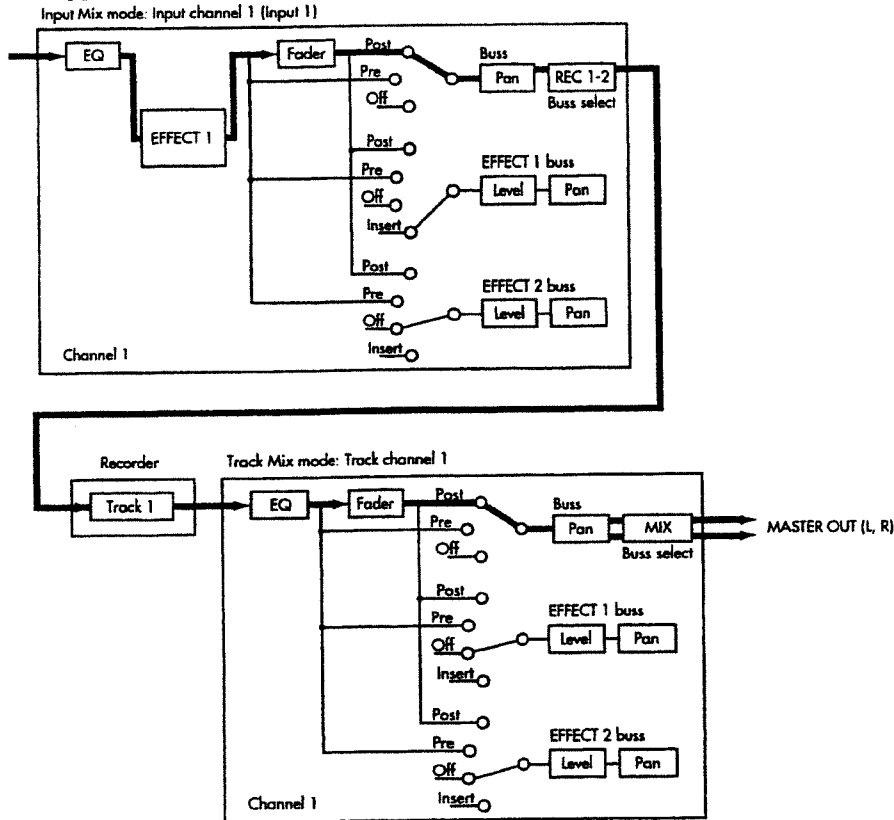 Input Mix mode: Input channel 1 (Input 1)
EQ
EFFECT 1
Fader
Post
Pre
Off
Buss
Pan
REC 1-2
Buss select
Post
Pre
Off
Insert
EFFECT 1 buss
Level
Pan
Post
Pre
Off
Insert
EFFECT 2 buss
Level
Pan
Channel 1
Recorder
Track 1
Track Mix mode: Track channel 1
EQ
Fader
Post
Pre
Off
Buss
Pan
MIX
Buss select
MASTER OUT (L, R)
Post
Pre
Off
Insert
EFFECT 1 buss
Level
Pan
Post
Pre
Off
Insert
EFFECT 2 buss
Level
Pan
Channel 1